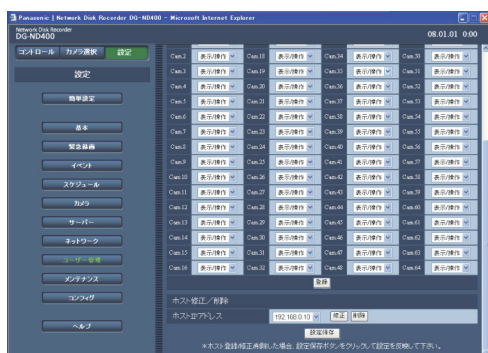 Panasonic | Network Disk Recorder DG-ND400 - Microsoft Internet Explorer
Network Disk Recorder
DG-ND400
08.01.01 0:00
コントロール カメラ選択 設定
設定
簡単設定
基本
緊急録画
イベント
スケジュール
カメラ
サーバー
ネットワーク
ユーザー管理
メンテナンス
コンフィグ
ヘルプ
Cam.2 表示/操作 Cam.18 表示/操作 Cam.34 表示/操作 Cam.50 表示/操作
Cam.3 表示/操作 Cam.19 表示/操作 Cam.35 表示/操作 Cam.51 表示/操作
Cam.4 表示/操作 Cam.20 表示/操作 Cam.36 表示/操作 Cam.52 表示/操作
Cam.5 表示/操作 Cam.21 表示/操作 Cam.37 表示/操作 Cam.53 表示/操作
Cam.6 表示/操作 Cam.22 表示/操作 Cam.38 表示/操作 Cam.54 表示/操作
Cam.7 表示/操作 Cam.23 表示/操作 Cam.39 表示/操作 Cam.55 表示/操作
Cam.8 表示/操作 Cam.24 表示/操作 Cam.40 表示/操作 Cam.56 表示/操作
Cam.9 表示/操作 Cam.25 表示/操作 Cam.41 表示/操作 Cam.57 表示/操作
Cam.10 表示/操作 Cam.26 表示/操作 Cam.42 表示/操作 Cam.58 表示/操作
Cam.11 表示/操作 Cam.27 表示/操作 Cam.43 表示/操作 Cam.59 表示/操作
Cam.12 表示/操作 Cam.28 表示/操作 Cam.44 表示/操作 Cam.60 表示/操作
Cam.13 表示/操作 Cam.29 表示/操作 Cam.45 表示/操作 Cam.61 表示/操作
Cam.14 表示/操作 Cam.30 表示/操作 Cam.46 表示/操作 Cam.62 表示/操作
Cam.15 表示/操作 Cam.31 表示/操作 Cam.47 表示/操作 Cam.63 表示/操作
Cam.16 表示/操作 Cam.32 表示/操作 Cam.48 表示/操作 Cam.64 表示/操作
登録
ホスト修正／削除
ホストIPアドレス 192.168.0.10 修正 削除
設定保存
※ホスト登録/修正/削除した場合、設定保存ボタンをクリックして設定を反映して下さい。